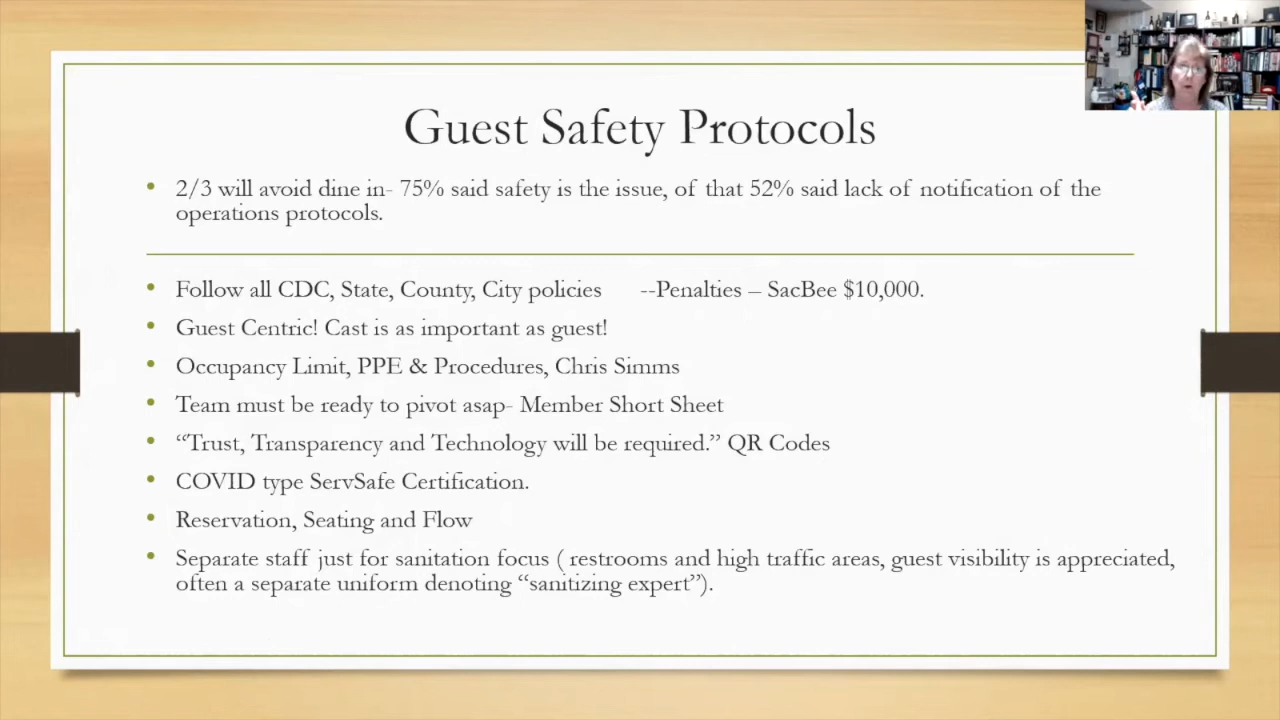 Guest Safety Protocols
• 2/3 will avoid dine in- 75% said safety is the issue, of that 52% said lack of notification of the
operations protocols.
• Follow all CDC, State, County, City policies --Penalties – SacBee $10,000.
• Guest Centric! Cast is as important as guest!
• Occupancy Limit, PPE & Procedures, Chris Simms
• Team must be ready to pivot asap- Member Short Sheet
• “Trust, Transparency and Technology will be required.” QR Codes
• COVID type ServSafe Certification.
• Reservation, Seating and Flow
• Separate staff just for sanitation focus ( restrooms and high traffic areas, guest visibility is appreciated,
often a separate uniform denoting “sanitizing expert”).